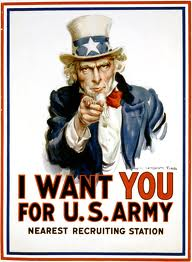 I WANT YOU
FOR U.S. ARMY
NEAREST RECRUITING STATION